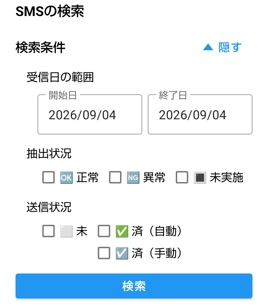 SMSの検索
検索条件
▲ 隠す
受信日の範囲
開始日 終了日
2026/09/04 2026/09/04
抽出状況
🆗 正常 🆖 異常 🔳 未実施
送信状況
⬜ 未 ✅ 済（自動）
☑️ 済（手動）
検索